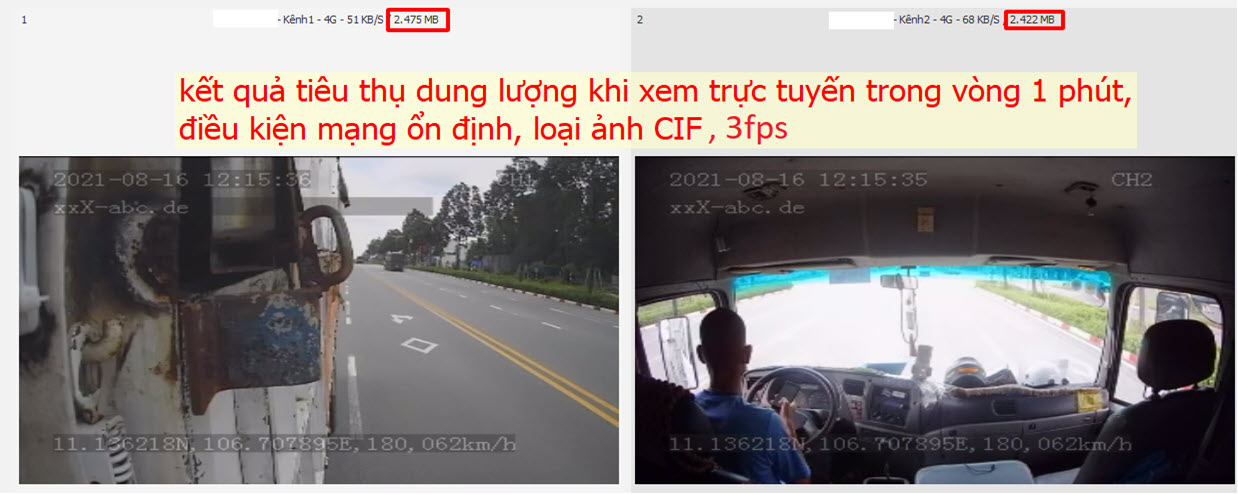 1
- Kênh1 - 4G - 51 KB/S / 2.475 MB
2
- Kênh2 - 4G - 68 KB/S / 2.422 MB
kết quả tiêu thụ dung lượng khi xem trực tuyến trong vòng 1 phút,
điều kiện mạng ổn định, loại ảnh CIF, 3fps
2021-08-16 12:15:36 CH1
xxX-abc.de
11.136218N,106.707895E,180,062km/h
2021-08-16 12:15:35 CH2
xxX-abc.de
11.136218N,106.707895E,180,062km/h